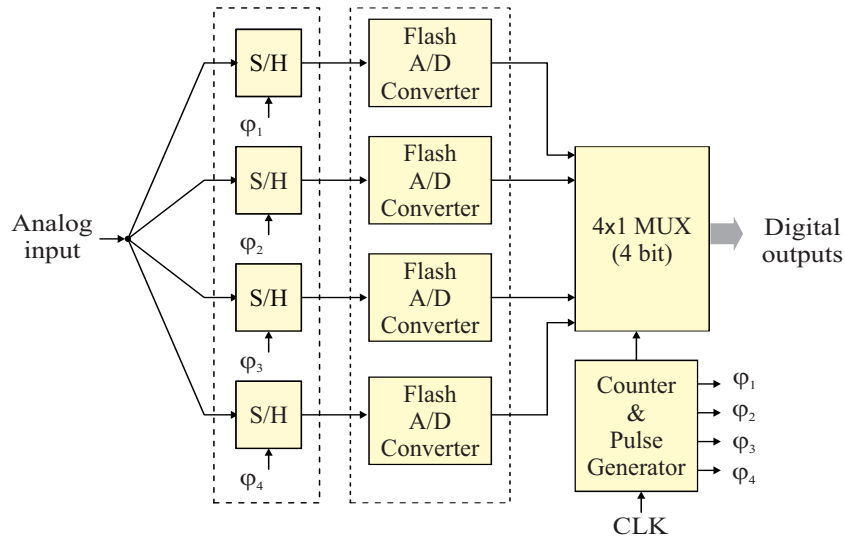 S/H
Flash
A/D
Converter
φ1
S/H
Flash
A/D
Converter
φ2
Analog
input
4x1 MUX
(4 bit)
Digital
outputs
S/H
Flash
A/D
Converter
φ3
S/H
Flash
A/D
Converter
φ4
Counter
&
Pulse
Generator
φ1
φ2
φ3
φ4
CLK